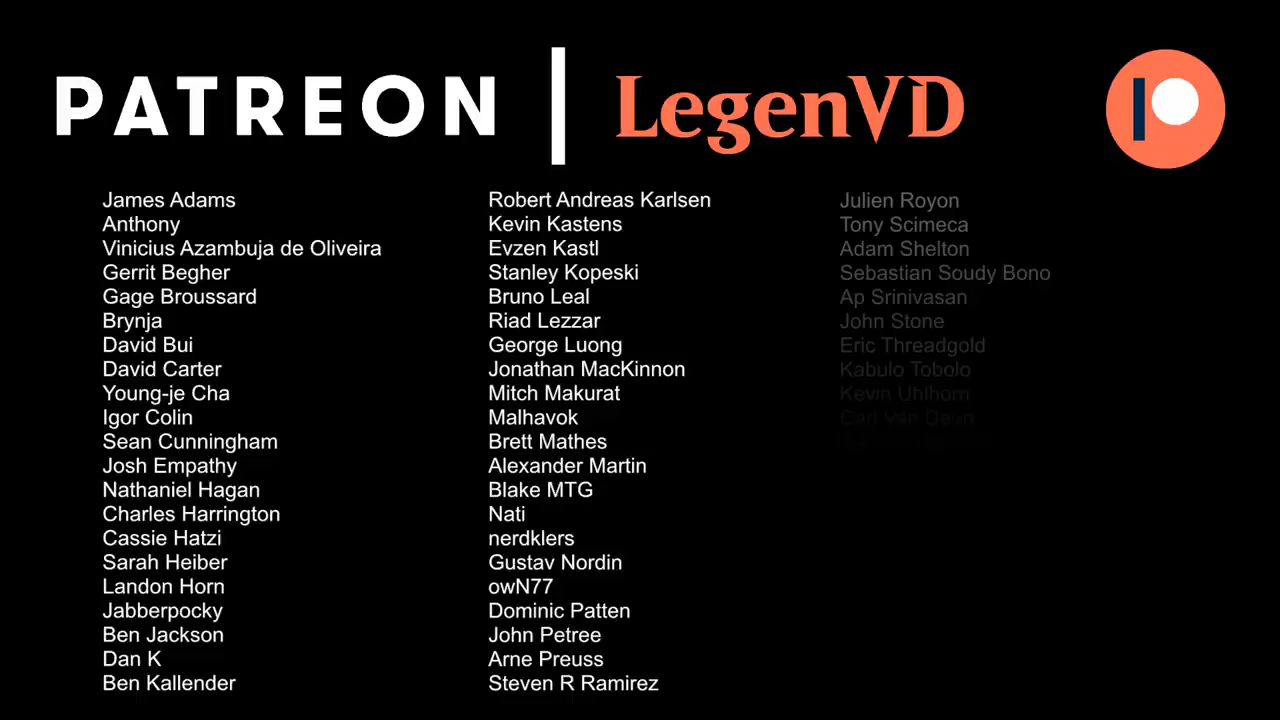 PATREON | LegenVD
James Adams
Anthony
Vinicius Azambuja de Oliveira
Gerrit Begher
Gage Broussard
Brynja
David Bui
David Carter
Young-je Cha
Igor Colin
Sean Cunningham
Josh Empathy
Nathaniel Hagan
Charles Harrington
Cassie Hatzi
Sarah Heiber
Landon Horn
Jabberpocky
Ben Jackson
Dan K
Ben Kallender
Robert Andreas Karlsen
Kevin Kastens
Evzen Kastl
Stanley Kopeski
Bruno Leal
Riad Lezzar
George Luong
Jonathan MacKinnon
Mitch Makurat
Malhavok
Brett Mathes
Alexander Martin
Blake MTG
Nati
nerdklers
Gustav Nordin
owN77
Dominic Patten
John Petree
Arne Preuss
Steven R Ramirez
Julien Royon
Tony Scimeca
Adam Shelton
Sebastian Soudy Bono
Ap Srinivasan
John Stone
Eric Threadgold
Kabulo Tobolo
Kevin Uhlhorn
Carl Van